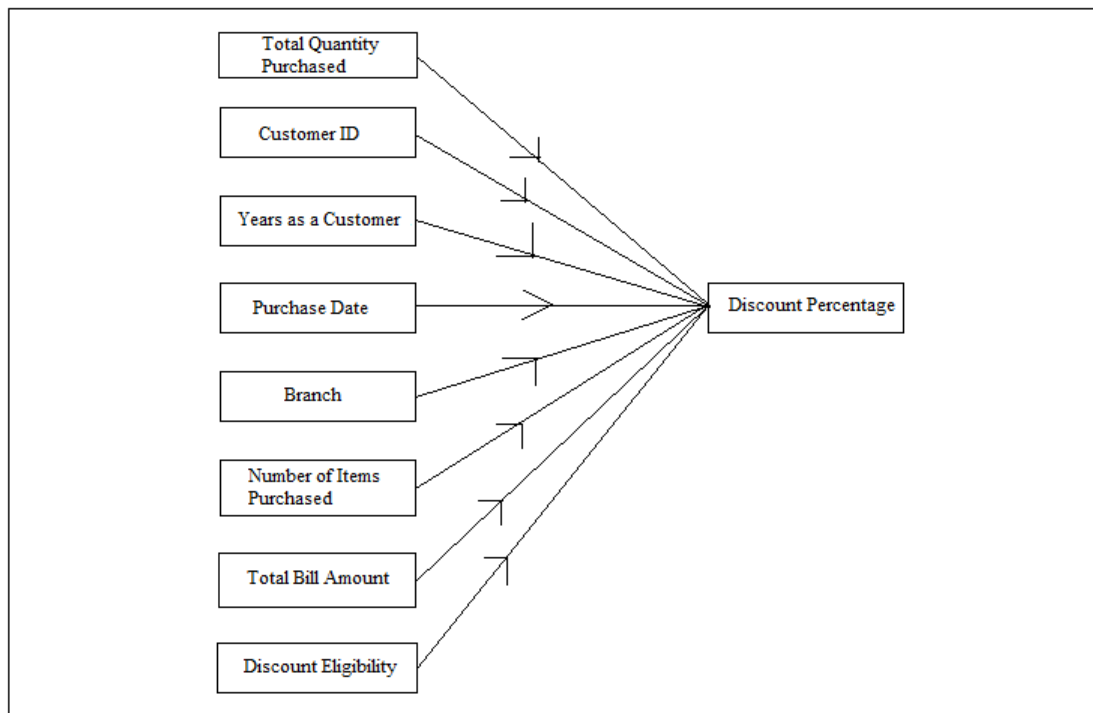 Total Quantity
Purchased
Customer ID
Years as a Customer
Purchase Date
Discount Percentage
Branch
Number of Items
Purchased
Total Bill Amount
Discount Eligibility